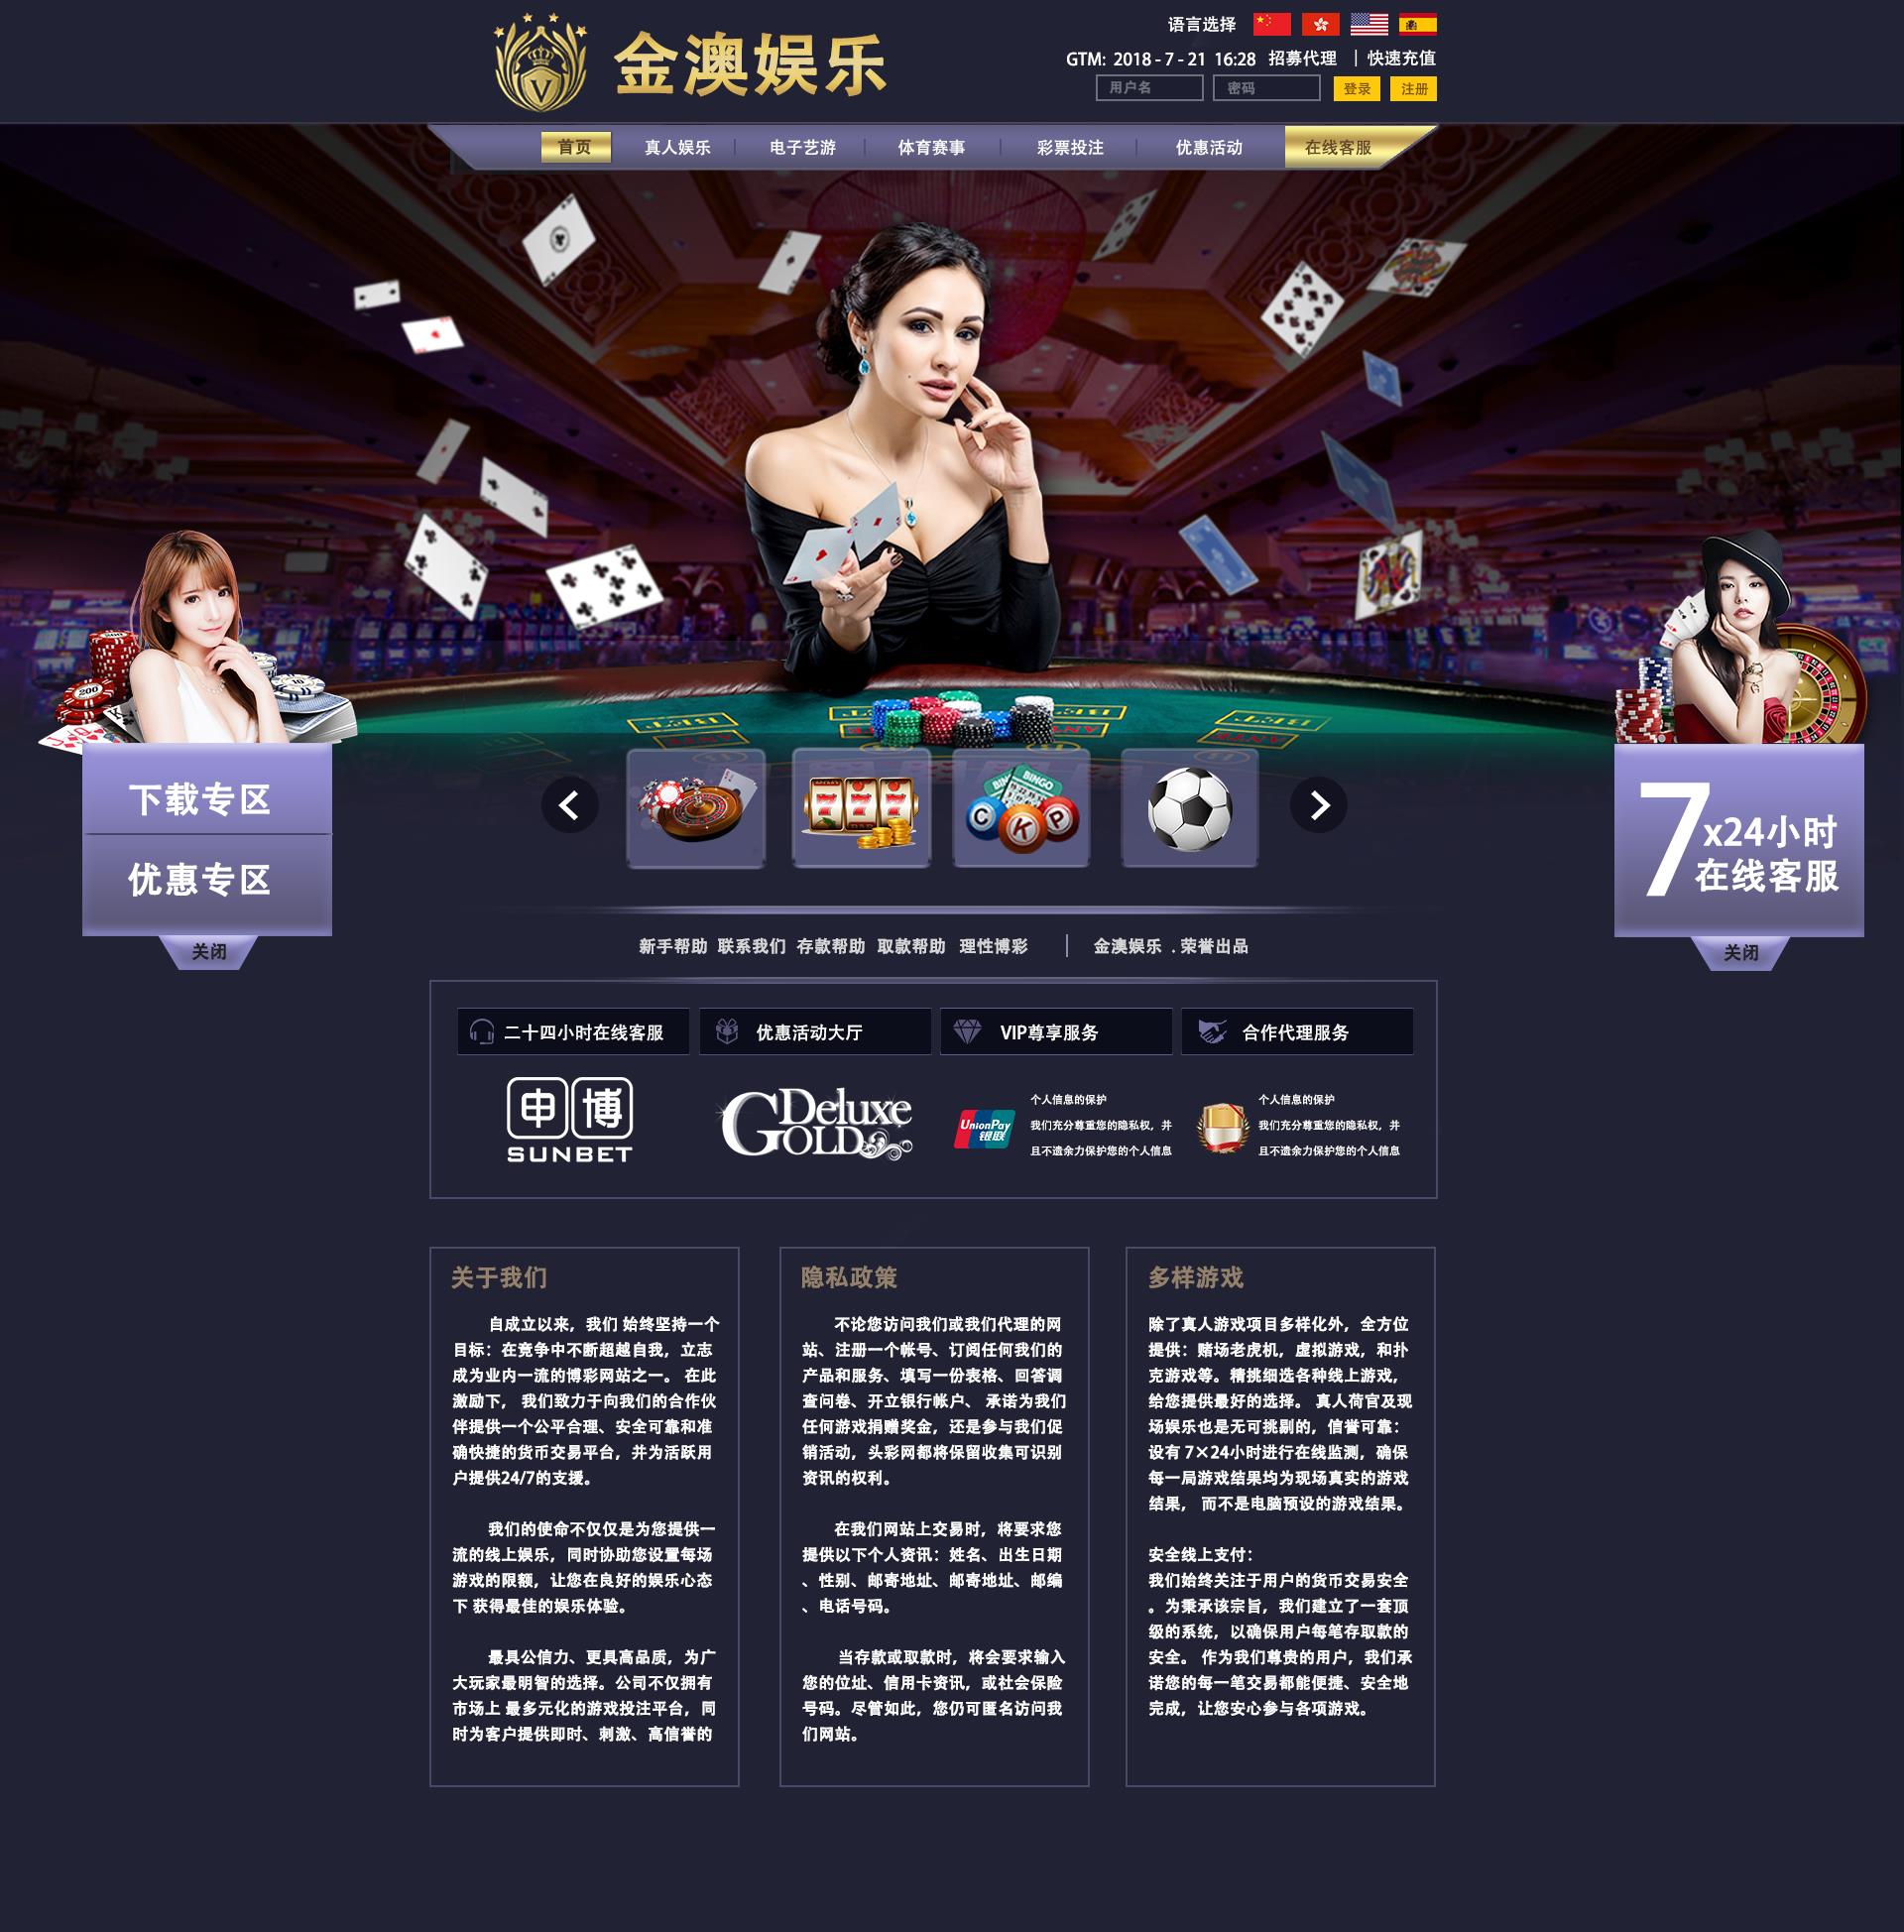 金澳娱乐
语言选择
GTM: 2018 - 7 - 21 16:28 招募代理 | 快速充值
用户名 密码 登录 注册
首页 真人娱乐 电子艺游 体育赛事 彩票投注 优惠活动 在线客服
下载专区
优惠专区
关闭
7x24小时
在线客服
关闭
新手帮助 联系我们 存款帮助 取款帮助 理性博彩 | 金澳娱乐 . 荣誉出品
二十四小时在线客服 优惠活动大厅 VIP尊享服务 合作代理服务
申博
SUNBET
Deluxe
GOLD
UnionPay
银联
个人信息的保护
我们充分尊重您的隐私权，并
且不遗余力保护您的个人信息
个人信息的保护
我们充分尊重您的隐私权，并
且不遗余力保护您的个人信息
关于我们
自成立以来，我们 始终坚持一个
目标：在竞争中不断超越自我，立志
成为业内一流的博彩网站之一。 在此
激励下， 我们致力于向我们的合作伙
伴提供一个公平合理、安全可靠和准
确快捷的货币交易平台，并为活跃用
户提供24/7的支援。
我们的使命不仅仅是为您提供一
流的线上娱乐，同时协助您设置每场
游戏的限额，让您在良好的娱乐心态
下 获得最佳的娱乐体验。
最具公信力、更具高品质，为广
大玩家最明智的选择。公司不仅拥有
市场上 最多元化的游戏投注平台，同
时为客户提供即时、刺激、高信誉的
隐私政策
不论您访问我们或我们代理的网
站、注册一个帐号、订阅任何我们的
产品和服务、填写一份表格、回答调
查问卷、开立银行帐户、 承诺为我们
任何游戏捐赠奖金，还是参与我们促
销活动，头彩网都将保留收集可识别
资讯的权利。
在我们网站上交易时，将要求您
提供以下个人资讯：姓名、出生日期
、性别、邮寄地址、邮寄地址、邮编
、电话号码。
当存款或取款时，将会要求输入
您的位址、信用卡资讯，或社会保险
号码。尽管如此，您仍可匿名访问我
们网站。
多样游戏
除了真人游戏项目多样化外，全方位
提供：赌场老虎机，虚拟游戏，和扑
克游戏等。精挑细选各种线上游戏，
给您提供最好的选择。 真人荷官及现
场娱乐也是无可挑剔的，信誉可靠：
设有 7×24小时进行在线监测，确保
每一局游戏结果均为现场真实的游戏
结果， 而不是电脑预设的游戏结果。
安全线上支付：
我们始终关注于用户的货币交易安全
。为秉承该宗旨，我们建立了一套顶
级的系统，以确保用户每笔存取款的
安全。 作为我们尊贵的用户，我们承
诺您的每一笔交易都能便捷、安全地
完成，让您安心参与各项游戏。